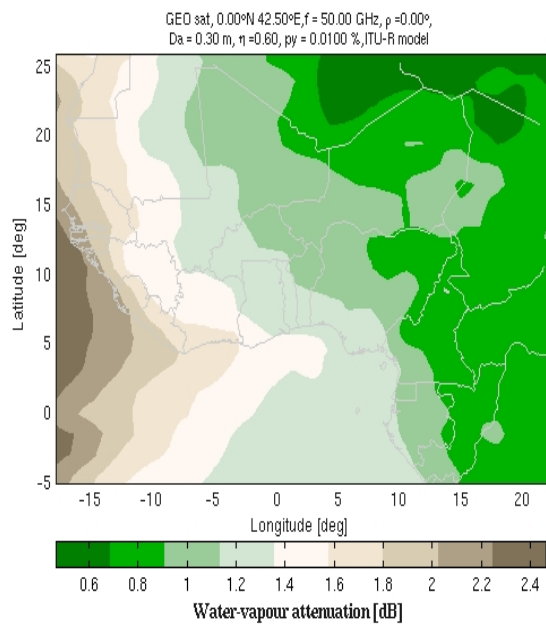 GEO sat, 0.00ºN 42.50ºE,f = 50.00 GHz, ρ =0.00º,
Da = 0.30 m, η =0.60, py = 0.0100 %,ITU-R model
25
20
15
10
5
0
-5
Latitude [deg]
-15 -10 -5 0 5 10 15 20
Longitude [deg]
0.6 0.8 1 1.2 1.4 1.6 1.8 2 2.2 2.4
Water-vapour attenuation [dB]